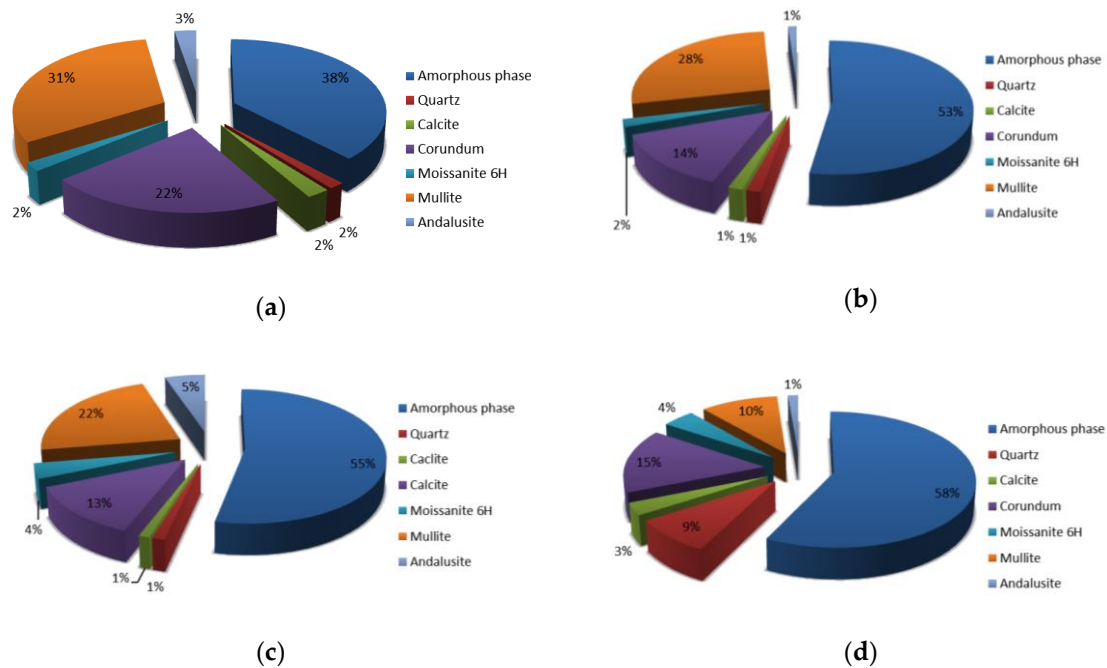 3%
31%
38%
22%
2%
2%
2%
Amorphous phase
Quartz
Calcite
Corundum
Moissanite 6H
Mullite
Andalusite
(a)
1%
28%
53%
14%
2%
1%
1%
Amorphous phase
Quartz
Calcite
Corundum
Moissanite 6H
Mullite
Andalusite
(b)
5%
22%
55%
13%
4%
1%
1%
Amorphous phase
Quartz
Caclite
Calcite
Moissanite 6H
Mullite
Andalusite
(c)
1%
10%
4%
15%
58%
9%
3%
Amorphous phase
Quartz
Calcite
Corundum
Moissanite 6H
Mullite
Andalusite
(d)